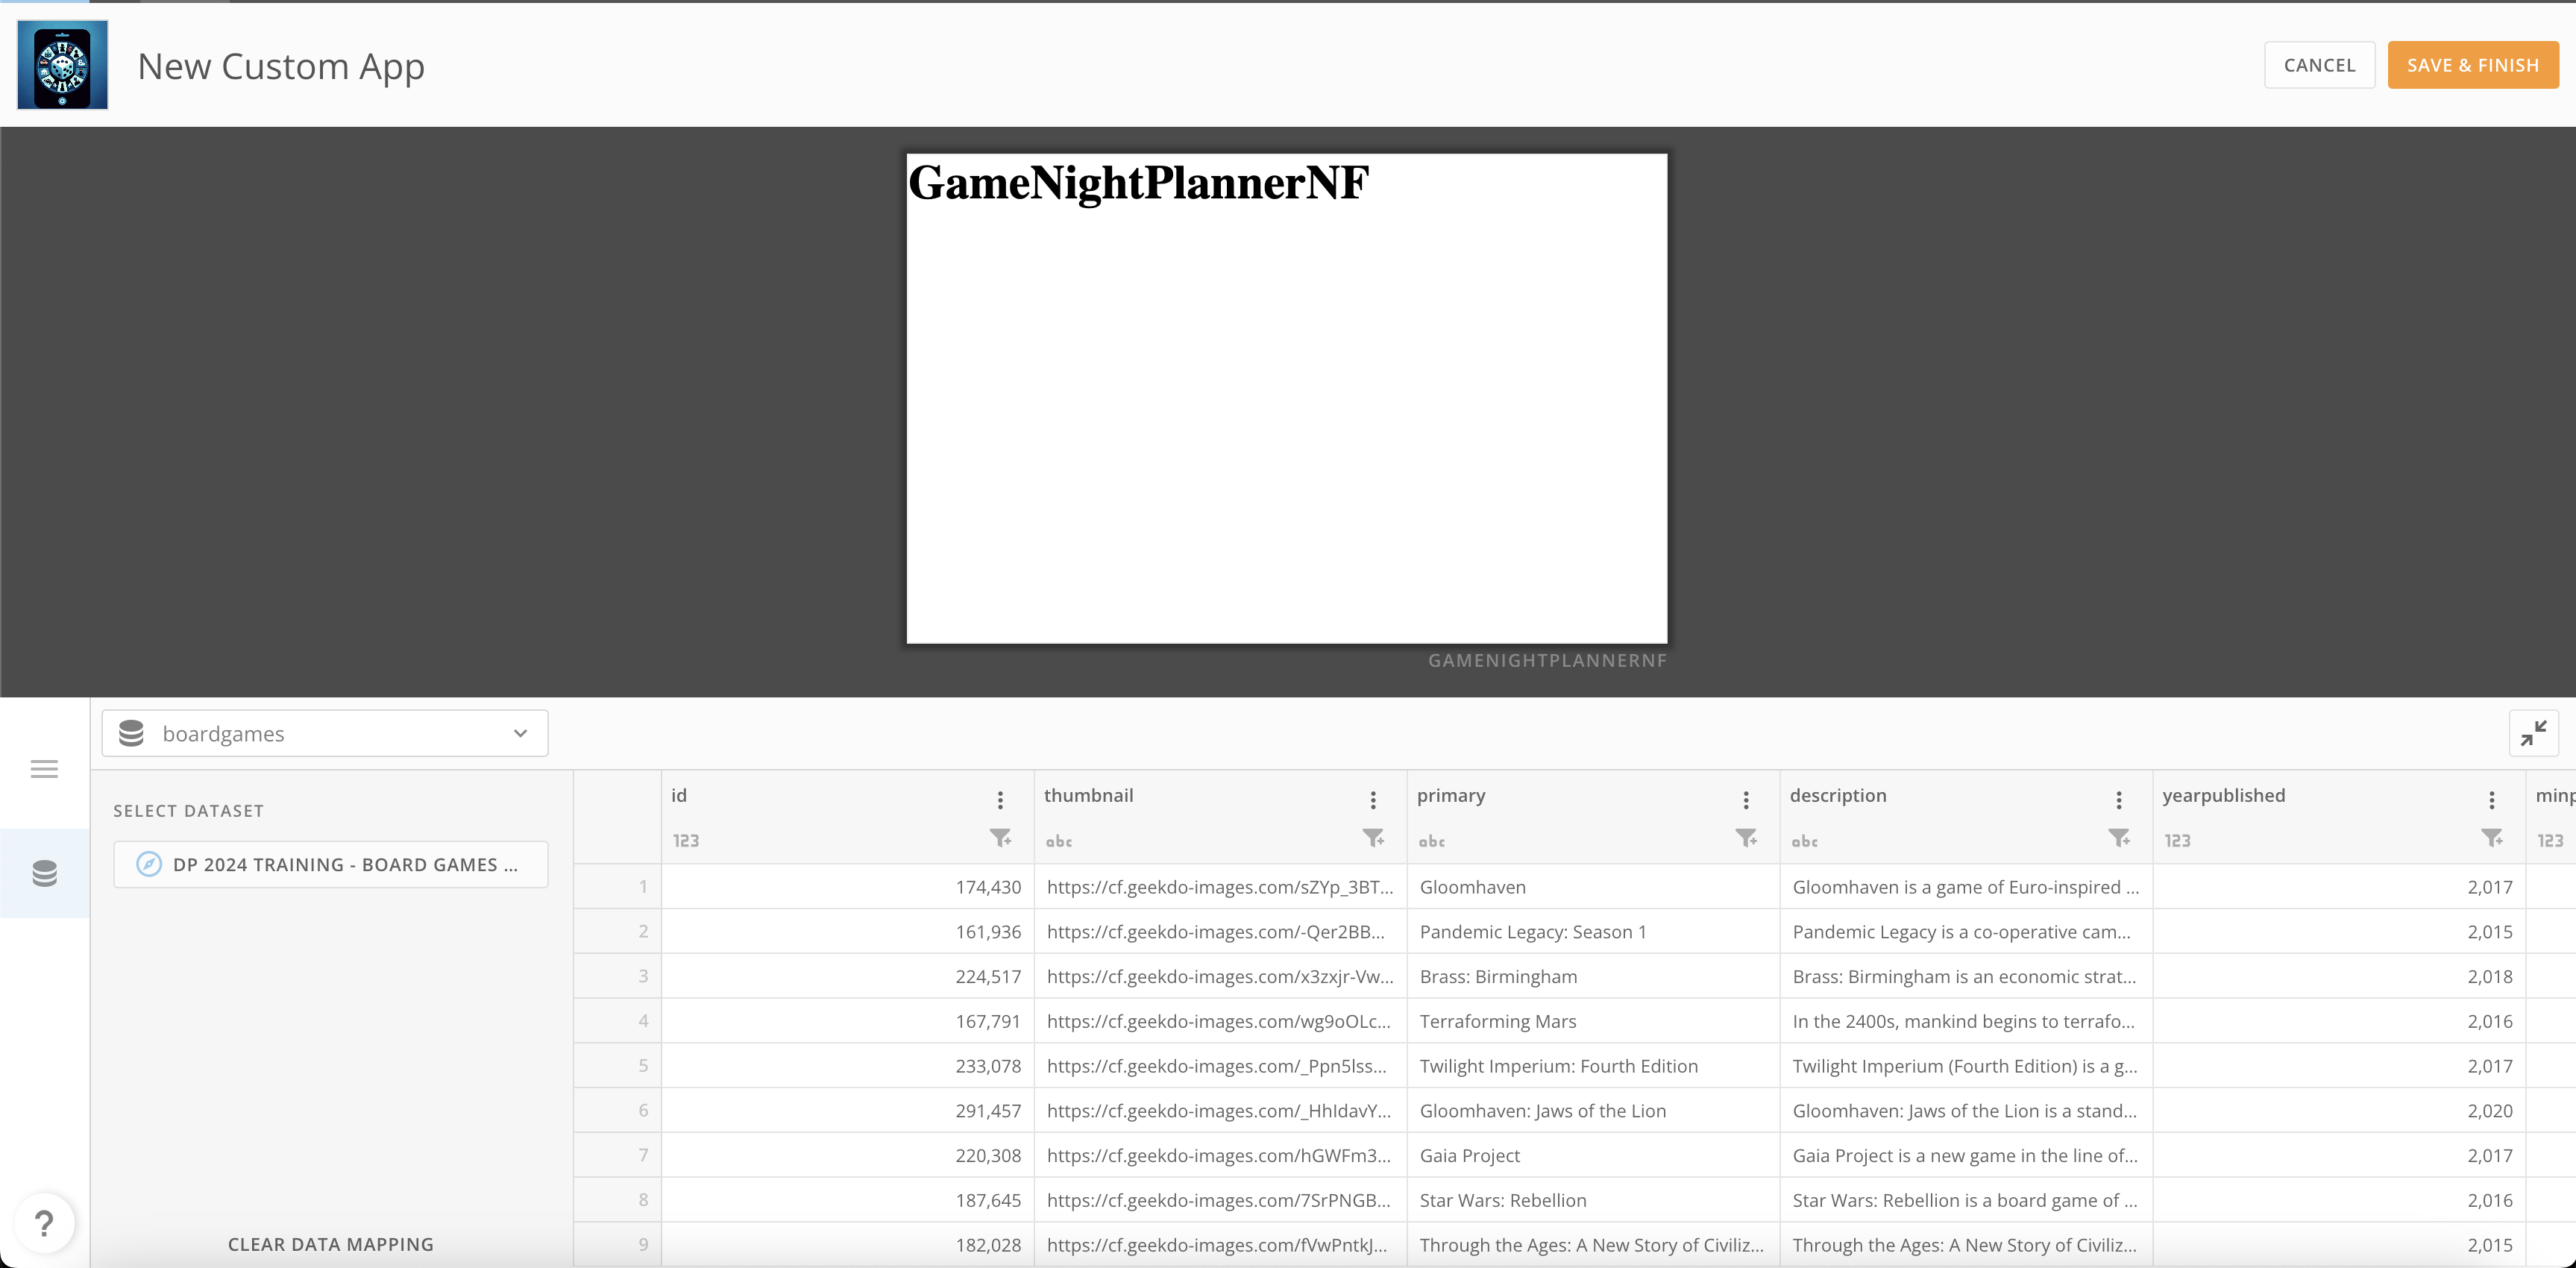 New Custom App
CANCEL
SAVE & FINISH
GameNightPlannerNF
GAMENIGHTPLANNERNF
boardgames
SELECT DATASET
DP 2024 TRAINING - BOARD GAMES ...
CLEAR DATA MAPPING
?
id thumbnail primary description yearpublished minp
123 abc abc abc 123 123
1 174,430 https://cf.geekdo-images.com/sZYp_3BT... Gloomhaven Gloomhaven is a game of Euro-inspired ... 2,017
2 161,936 https://cf.geekdo-images.com/-Qer2BB... Pandemic Legacy: Season 1 Pandemic Legacy is a co-operative cam... 2,015
3 224,517 https://cf.geekdo-images.com/x3zxjr-Vw... Brass: Birmingham Brass: Birmingham is an economic strat... 2,018
4 167,791 https://cf.geekdo-images.com/wg9oOLc... Terraforming Mars In the 2400s, mankind begins to terrafo... 2,016
5 233,078 https://cf.geekdo-images.com/_Ppn5lss... Twilight Imperium: Fourth Edition Twilight Imperium (Fourth Edition) is a g... 2,017
6 291,457 https://cf.geekdo-images.com/_HhIdavY... Gloomhaven: Jaws of the Lion Gloomhaven: Jaws of the Lion is a stand... 2,020
7 220,308 https://cf.geekdo-images.com/hGWFm3... Gaia Project Gaia Project is a new game in the line of... 2,017
8 187,645 https://cf.geekdo-images.com/7SrPNGB... Star Wars: Rebellion Star Wars: Rebellion is a board game of ... 2,016
9 182,028 https://cf.geekdo-images.com/fVwPntkJ... Through the Ages: A New Story of Civiliz... Through the Ages: A New Story of Civiliz... 2,015